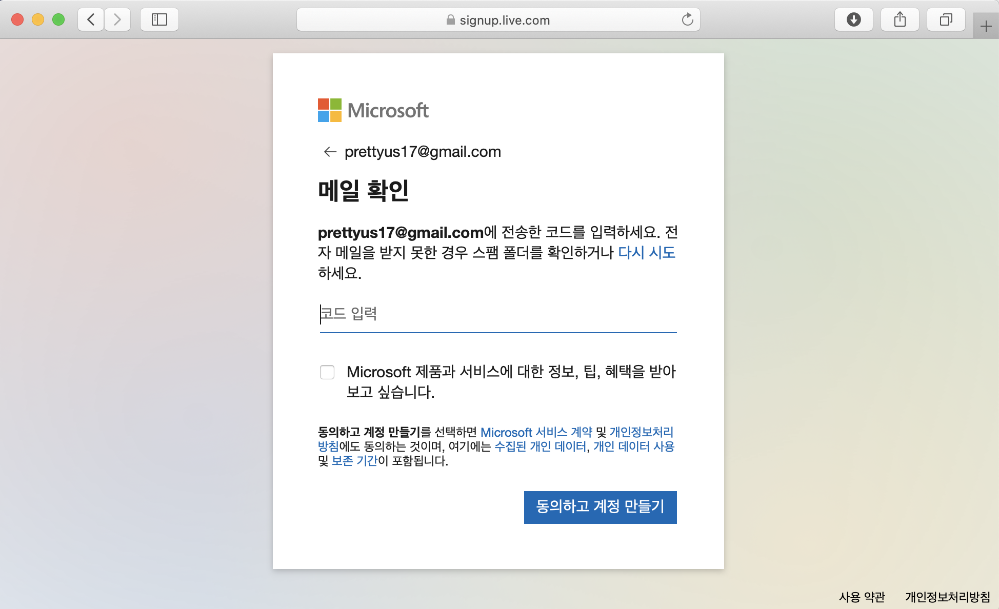 signup.live.com
Microsoft
prettyus17@gmail.com
메일 확인
prettyus17@gmail.com에 전송한 코드를 입력하세요. 전
자 메일을 받지 못한 경우 스팸 폴더를 확인하거나 다시 시도
하세요.
코드 입력
Microsoft 제품과 서비스에 대한 정보, 팁, 혜택을 받아
보고 싶습니다.
동의하고 계정 만들기를 선택하면 Microsoft 서비스 계약 및 개인정보처리
방침에도 동의하는 것이며, 여기에는 수집된 개인 데이터, 개인 데이터 사용
및 보존 기간이 포함됩니다.
동의하고 계정 만들기
사용 약관 개인정보처리방침